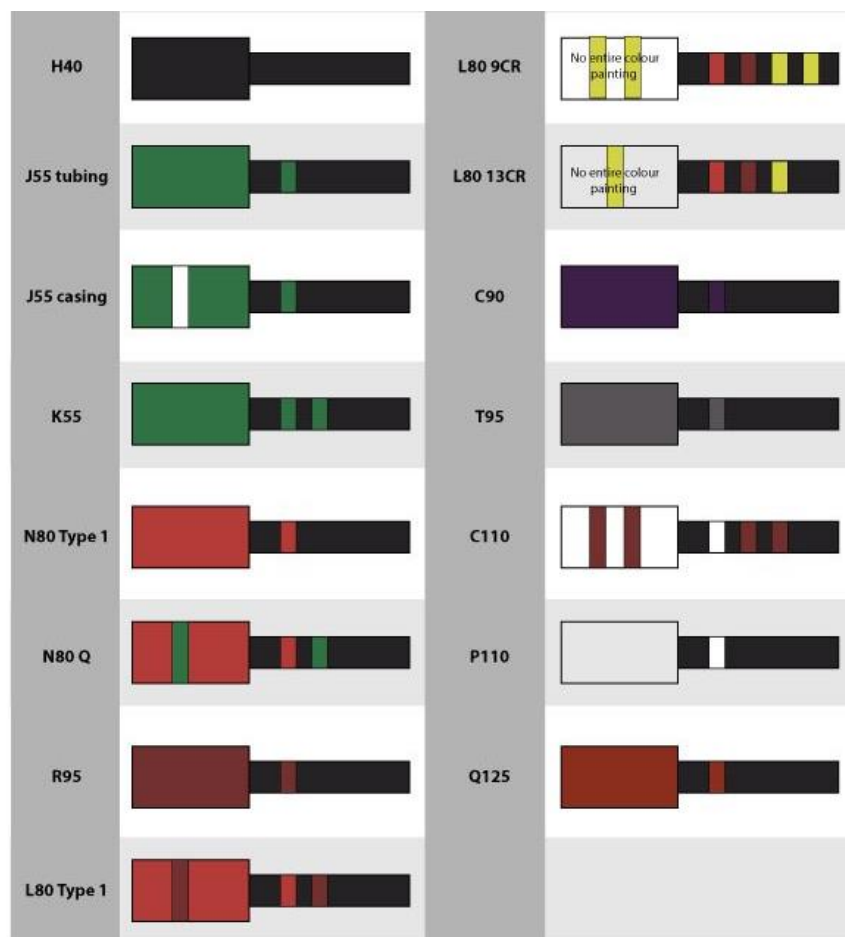 H40
J55 tubing
J55 casing
K55
N80 Type 1
N80 Q
R95
L80 Type 1
L80 9CR
No entire colour
painting
L80 13CR
No entire colour
painting
C90
T95
C110
P110
Q125